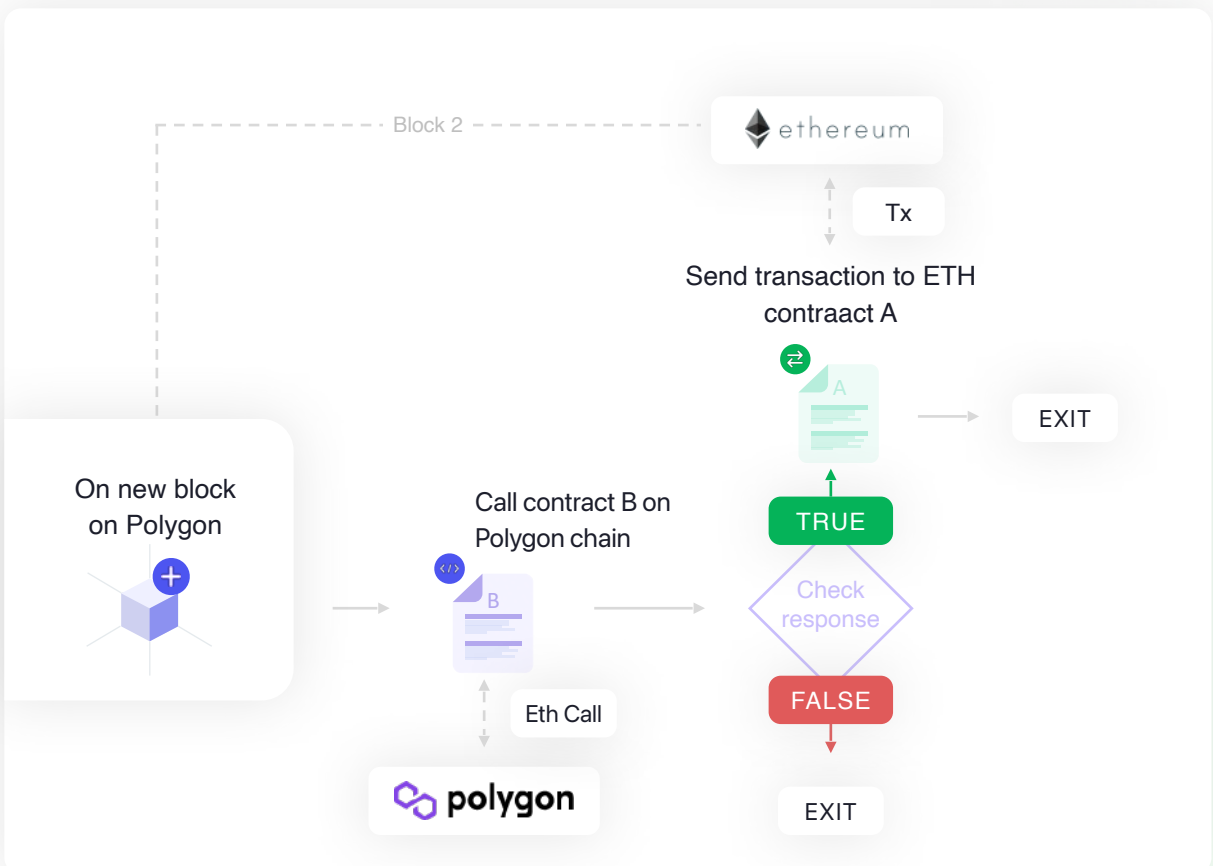 Block 2
ethereum
Tx
Send transaction to ETH
contraact A
A
EXIT
On new block
on Polygon
Call contract B on
Polygon chain
</>
B
TRUE
Check
response
FALSE
Eth Call
polygon
EXIT